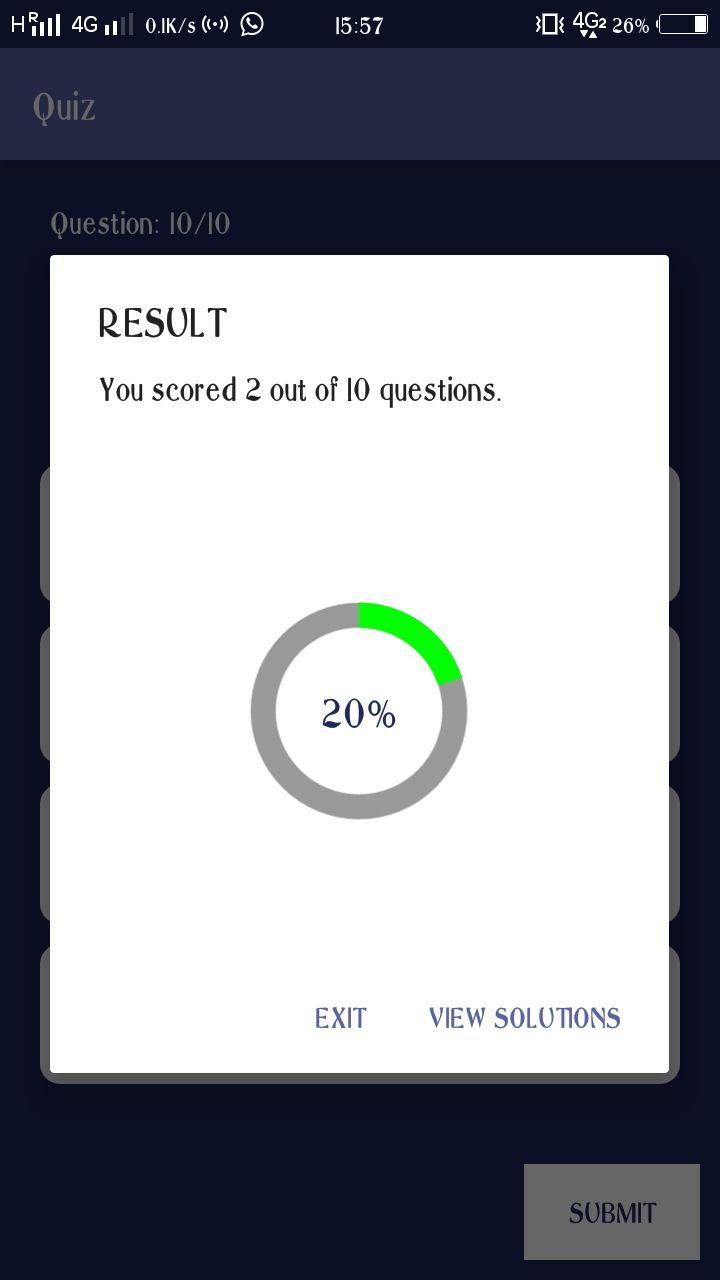 HR 4G 0.1K/s 15:57 4G2 26%
Quiz
Question: 10/10
RESULT
You scored 2 out of 10 questions.
20%
EXIT VIEW SOLUTIONS
SUBMIT